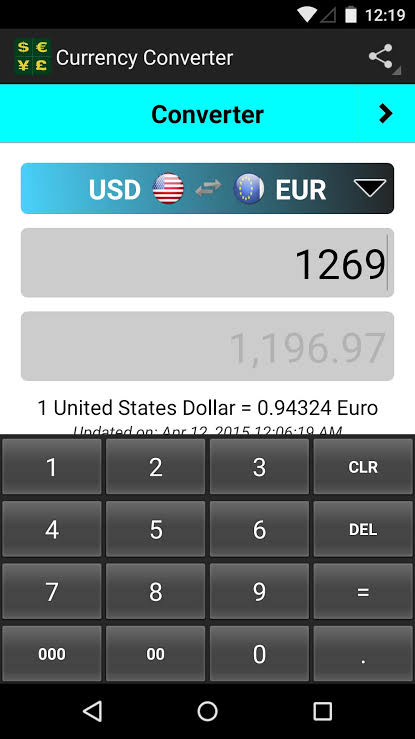 12:19
$ €
¥ £
Currency Converter
Converter
USD EUR
1269
1,196.97
1 United States Dollar = 0.94324 Euro
Updated on: Apr 12, 2015 12:06:19 AM
1 2 3 CLR
4 5 6 DEL
7 8 9 =
000 00 0 .